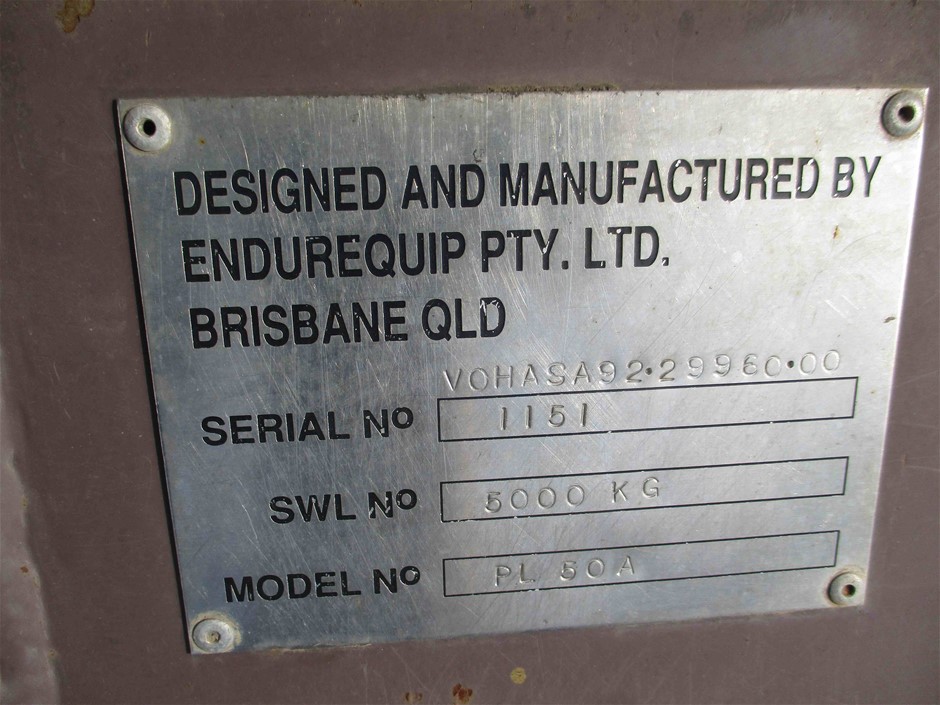 DESIGNED AND MANUFACTURED BY
ENDUREQUIP PTY. LTD.
BRISBANE QLD
VOHASA92·29960·00
SERIAL No 1151
SWL No 5000 KG
MODEL No PL 50A